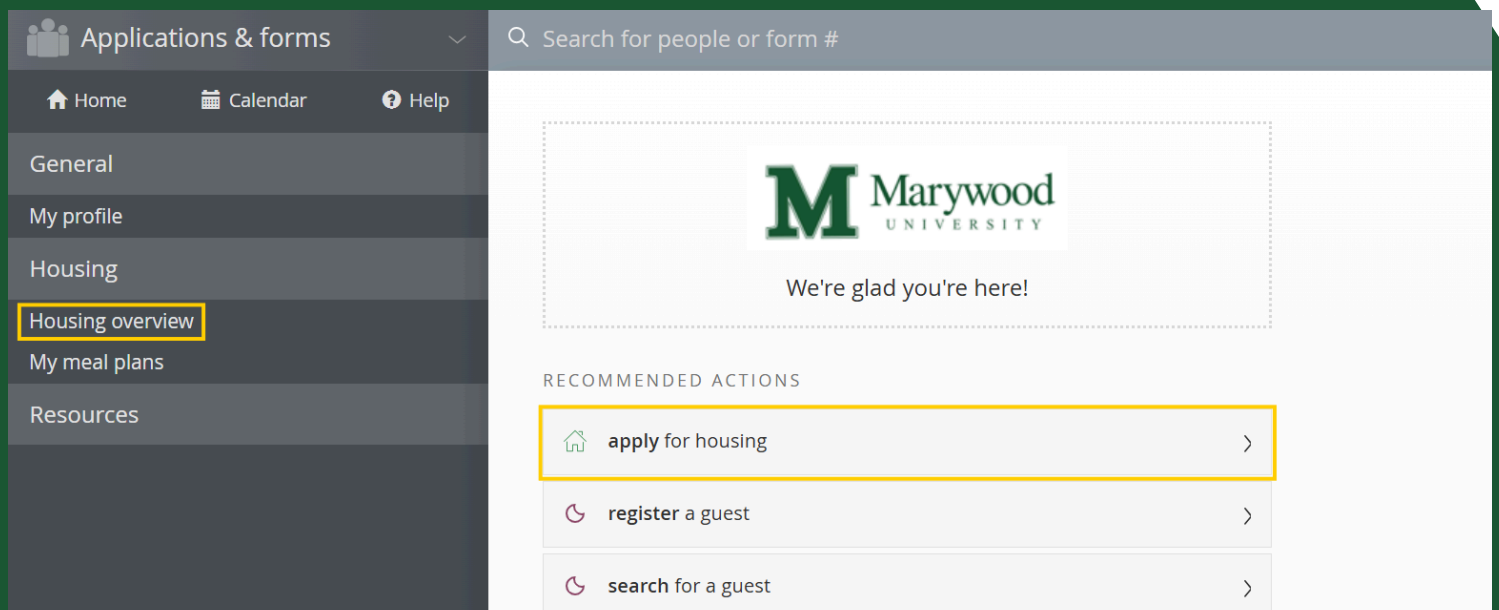 Applications & forms
Search for people or form #
Home
Calendar
Help
General
My profile
Housing
Housing overview
My meal plans
Resources
M Marywood
UNIVERSITY
We're glad you're here!
RECOMMENDED ACTIONS
apply for housing
register a guest
search for a guest